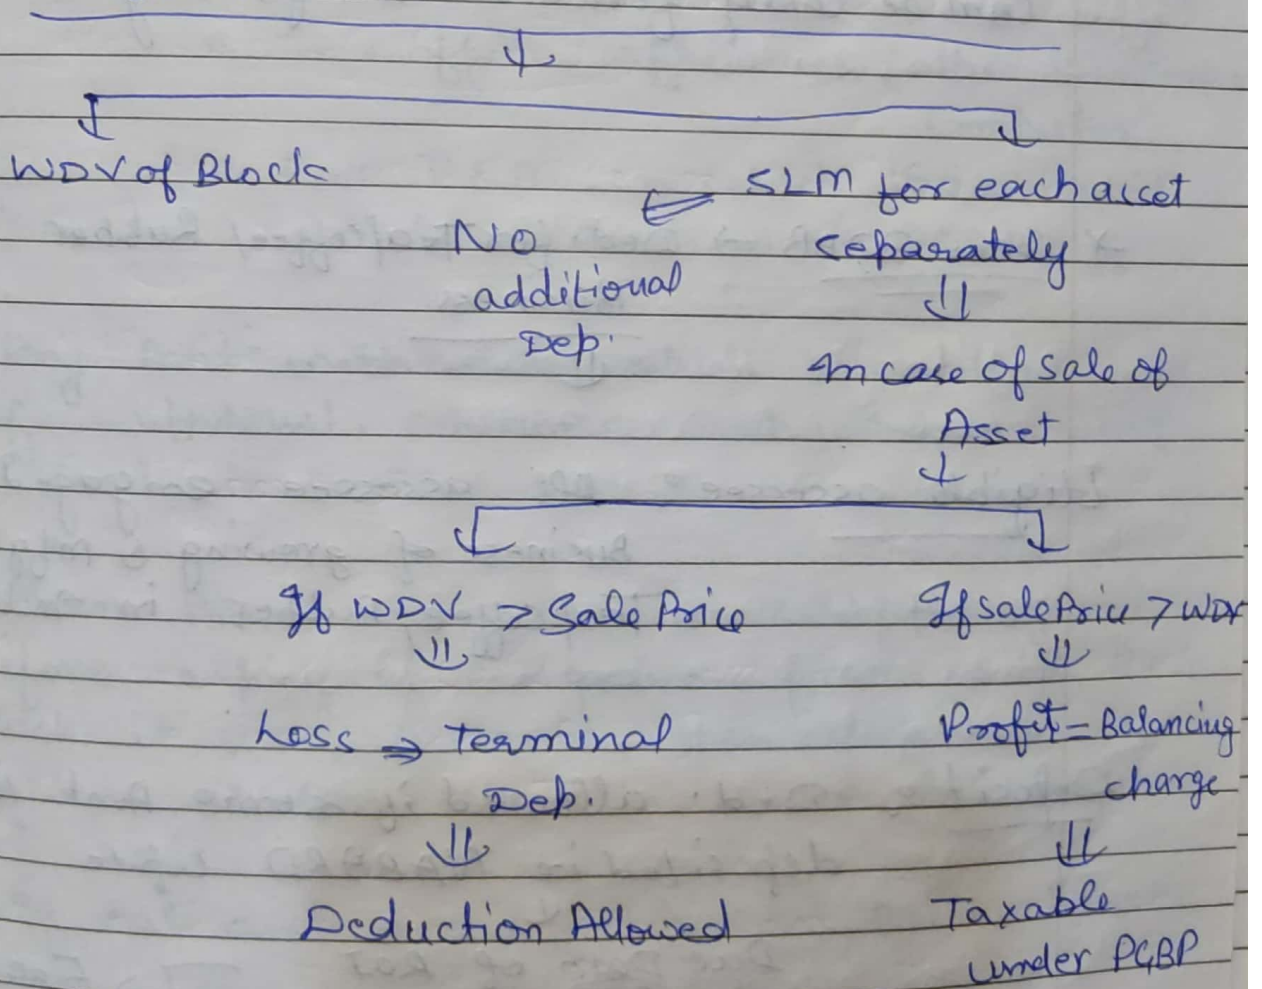 WDV of Block
SLM for each asset
separately
No
additional
Dep.
In case of sale of
Asset
If WDV > Sale Price
If sale Price > WDV
Loss ⇒ Terminal
Dep.
Profit = Balancing
charge
Deduction Allowed
Taxable
under PGBP